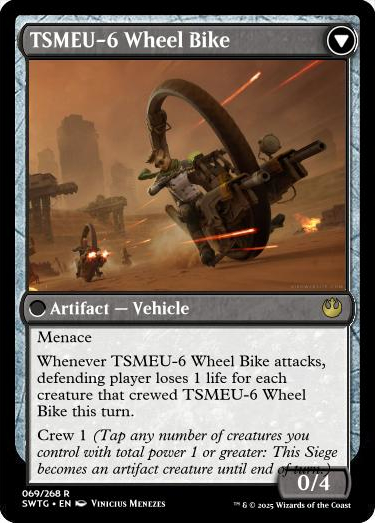 TSMEU-6 Wheel Bike
Artifact — Vehicle
Menace
Whenever TSMEU-6 Wheel Bike attacks,
defending player loses 1 life for each
creature that crewed TSMEU-6 Wheel
Bike this turn.
Crew 1 (Tap any number of creatures you
control with total power 1 or greater: This Siege
becomes an artifact creature until end of turn.)
0/4
069/268 R
SWTG • EN Vinicius Menezes
™ & © 2025 Wizards of the Coast